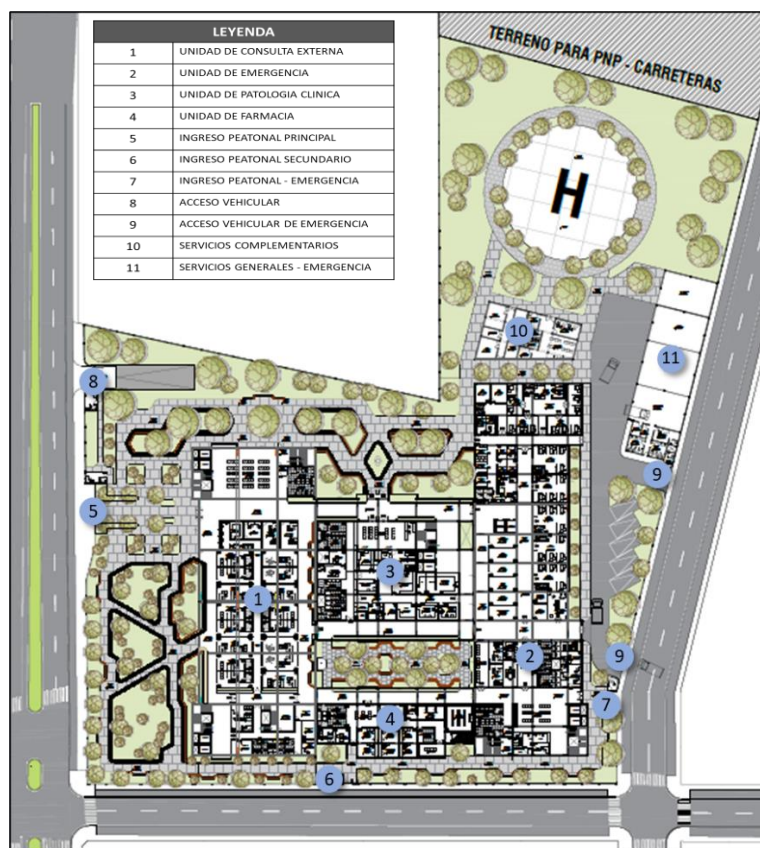 LEYENDA
1 UNIDAD DE CONSULTA EXTERNA
2 UNIDAD DE EMERGENCIA
3 UNIDAD DE PATOLOGIA CLINICA
4 UNIDAD DE FARMACIA
5 INGRESO PEATONAL PRINCIPAL
6 INGRESO PEATONAL SECUNDARIO
7 INGRESO PEATONAL - EMERGENCIA
8 ACCESO VEHICULAR
9 ACCESO VEHICULAR DE EMERGENCIA
10 SERVICIOS COMPLEMENTARIOS
11 SERVICIOS GENERALES - EMERGENCIA
TERRENO PARA PNP - CARRETERAS
H
10
11
8
9
5
3
1
2
9
7
4
6